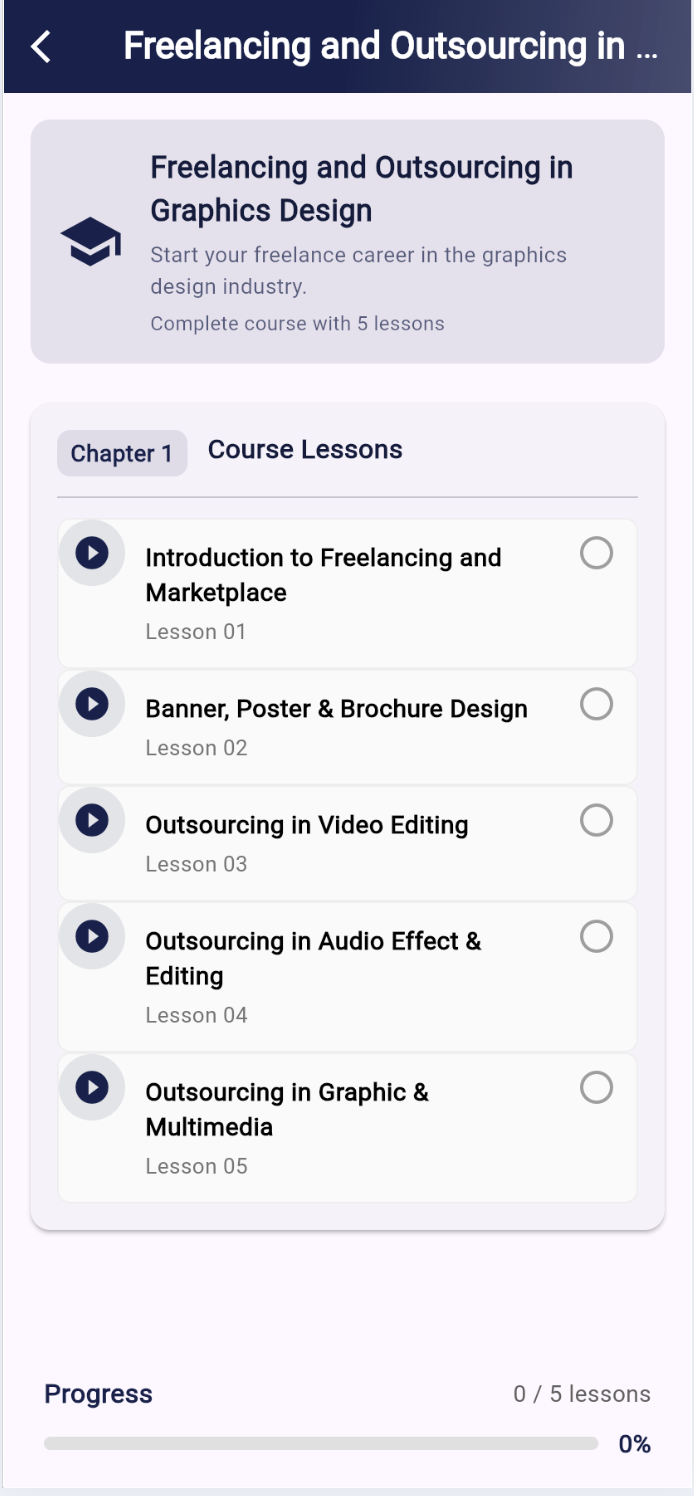 Freelancing and Outsourcing in ...
Freelancing and Outsourcing in
Graphics Design
Start your freelance career in the graphics
design industry.
Complete course with 5 lessons
Chapter 1 Course Lessons
Introduction to Freelancing and
Marketplace
Lesson 01
Banner, Poster & Brochure Design
Lesson 02
Outsourcing in Video Editing
Lesson 03
Outsourcing in Audio Effect &
Editing
Lesson 04
Outsourcing in Graphic &
Multimedia
Lesson 05
Progress 0 / 5 lessons
0%